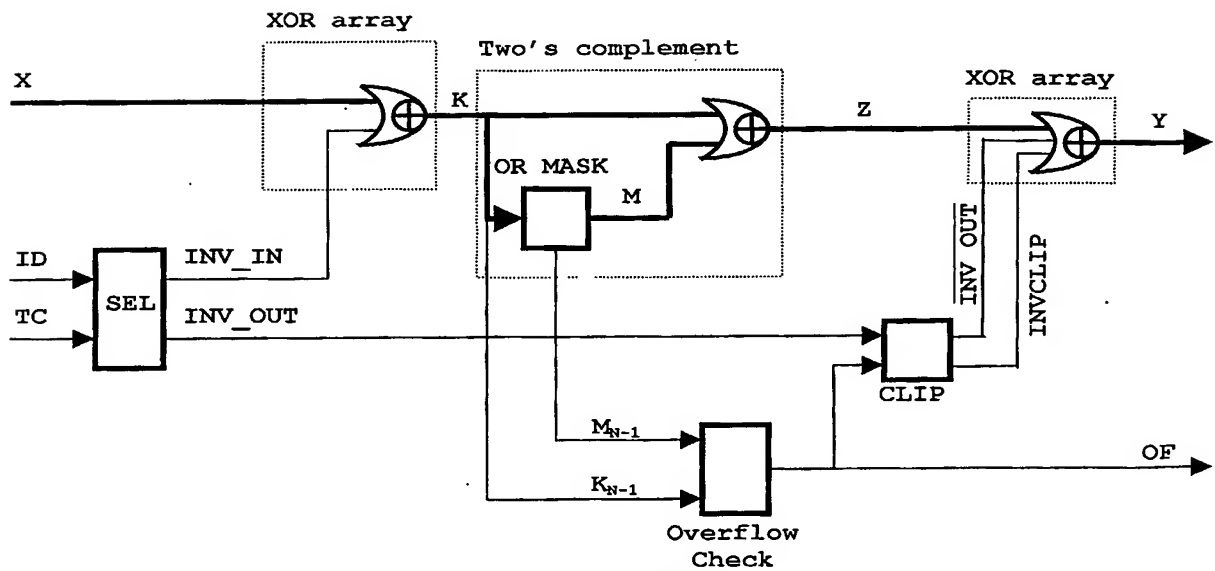 XOR array
Two's complement
XOR array
X
K
Z
Y
OR MASK
M
ID
INV_IN
SEL
TC
INV_OUT
INV OUT
INVCLIP
CLIP
M_N-1
OF
K_N-1
Overflow
Check